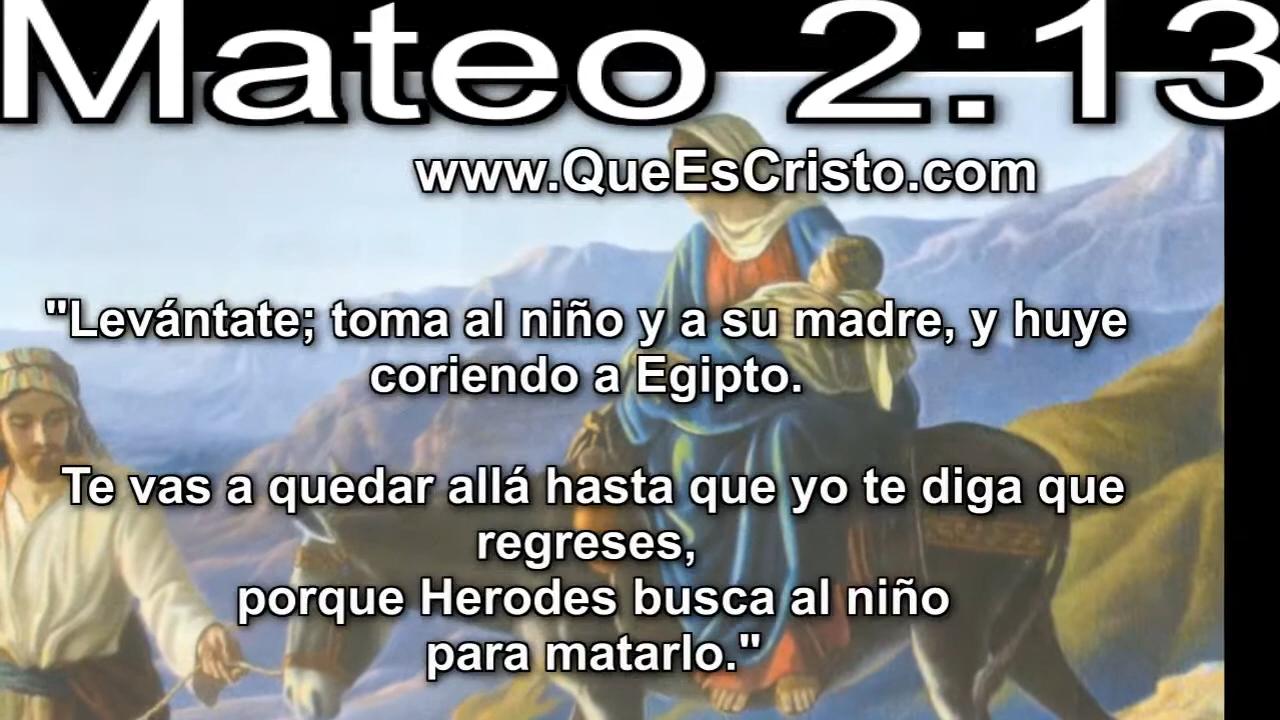 Mateo 2:13
www.QueEsCristo.com
"Levántate; toma al niño y a su madre, y huye
coriendo a Egipto.
Te vas a quedar allá hasta que yo te diga que
regreses,
porque Herodes busca al niño
para matarlo."